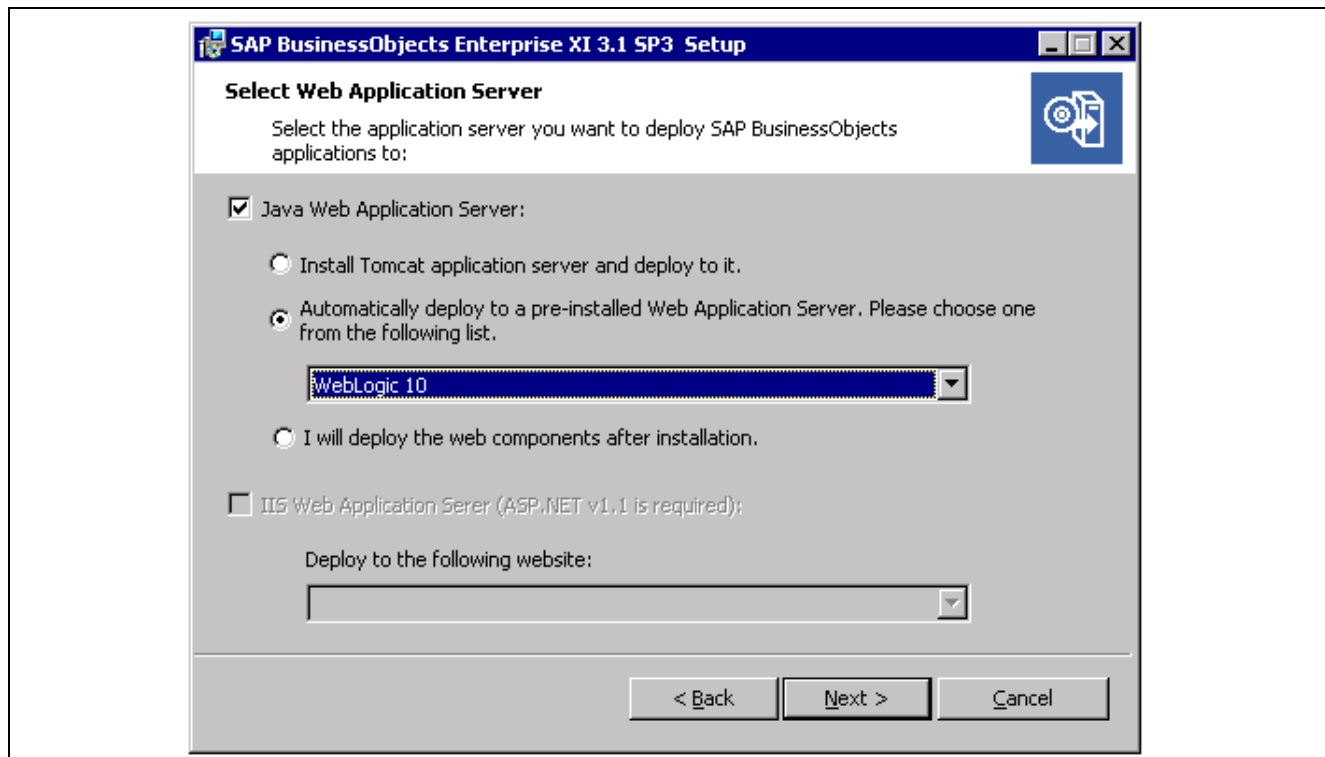 SAP BusinessObjects Enterprise XI 3.1 SP3 Setup
Select Web Application Server
Select the application server you want to deploy SAP BusinessObjects
applications to:
Java Web Application Server:
Install Tomcat application server and deploy to it.
Automatically deploy to a pre-installed Web Application Server. Please choose one
from the following list.
WebLogic 10
I will deploy the web components after installation.
IIS Web Application Serer (ASP.NET v1.1 is required):
Deploy to the following website:
< Back
Next >
Cancel